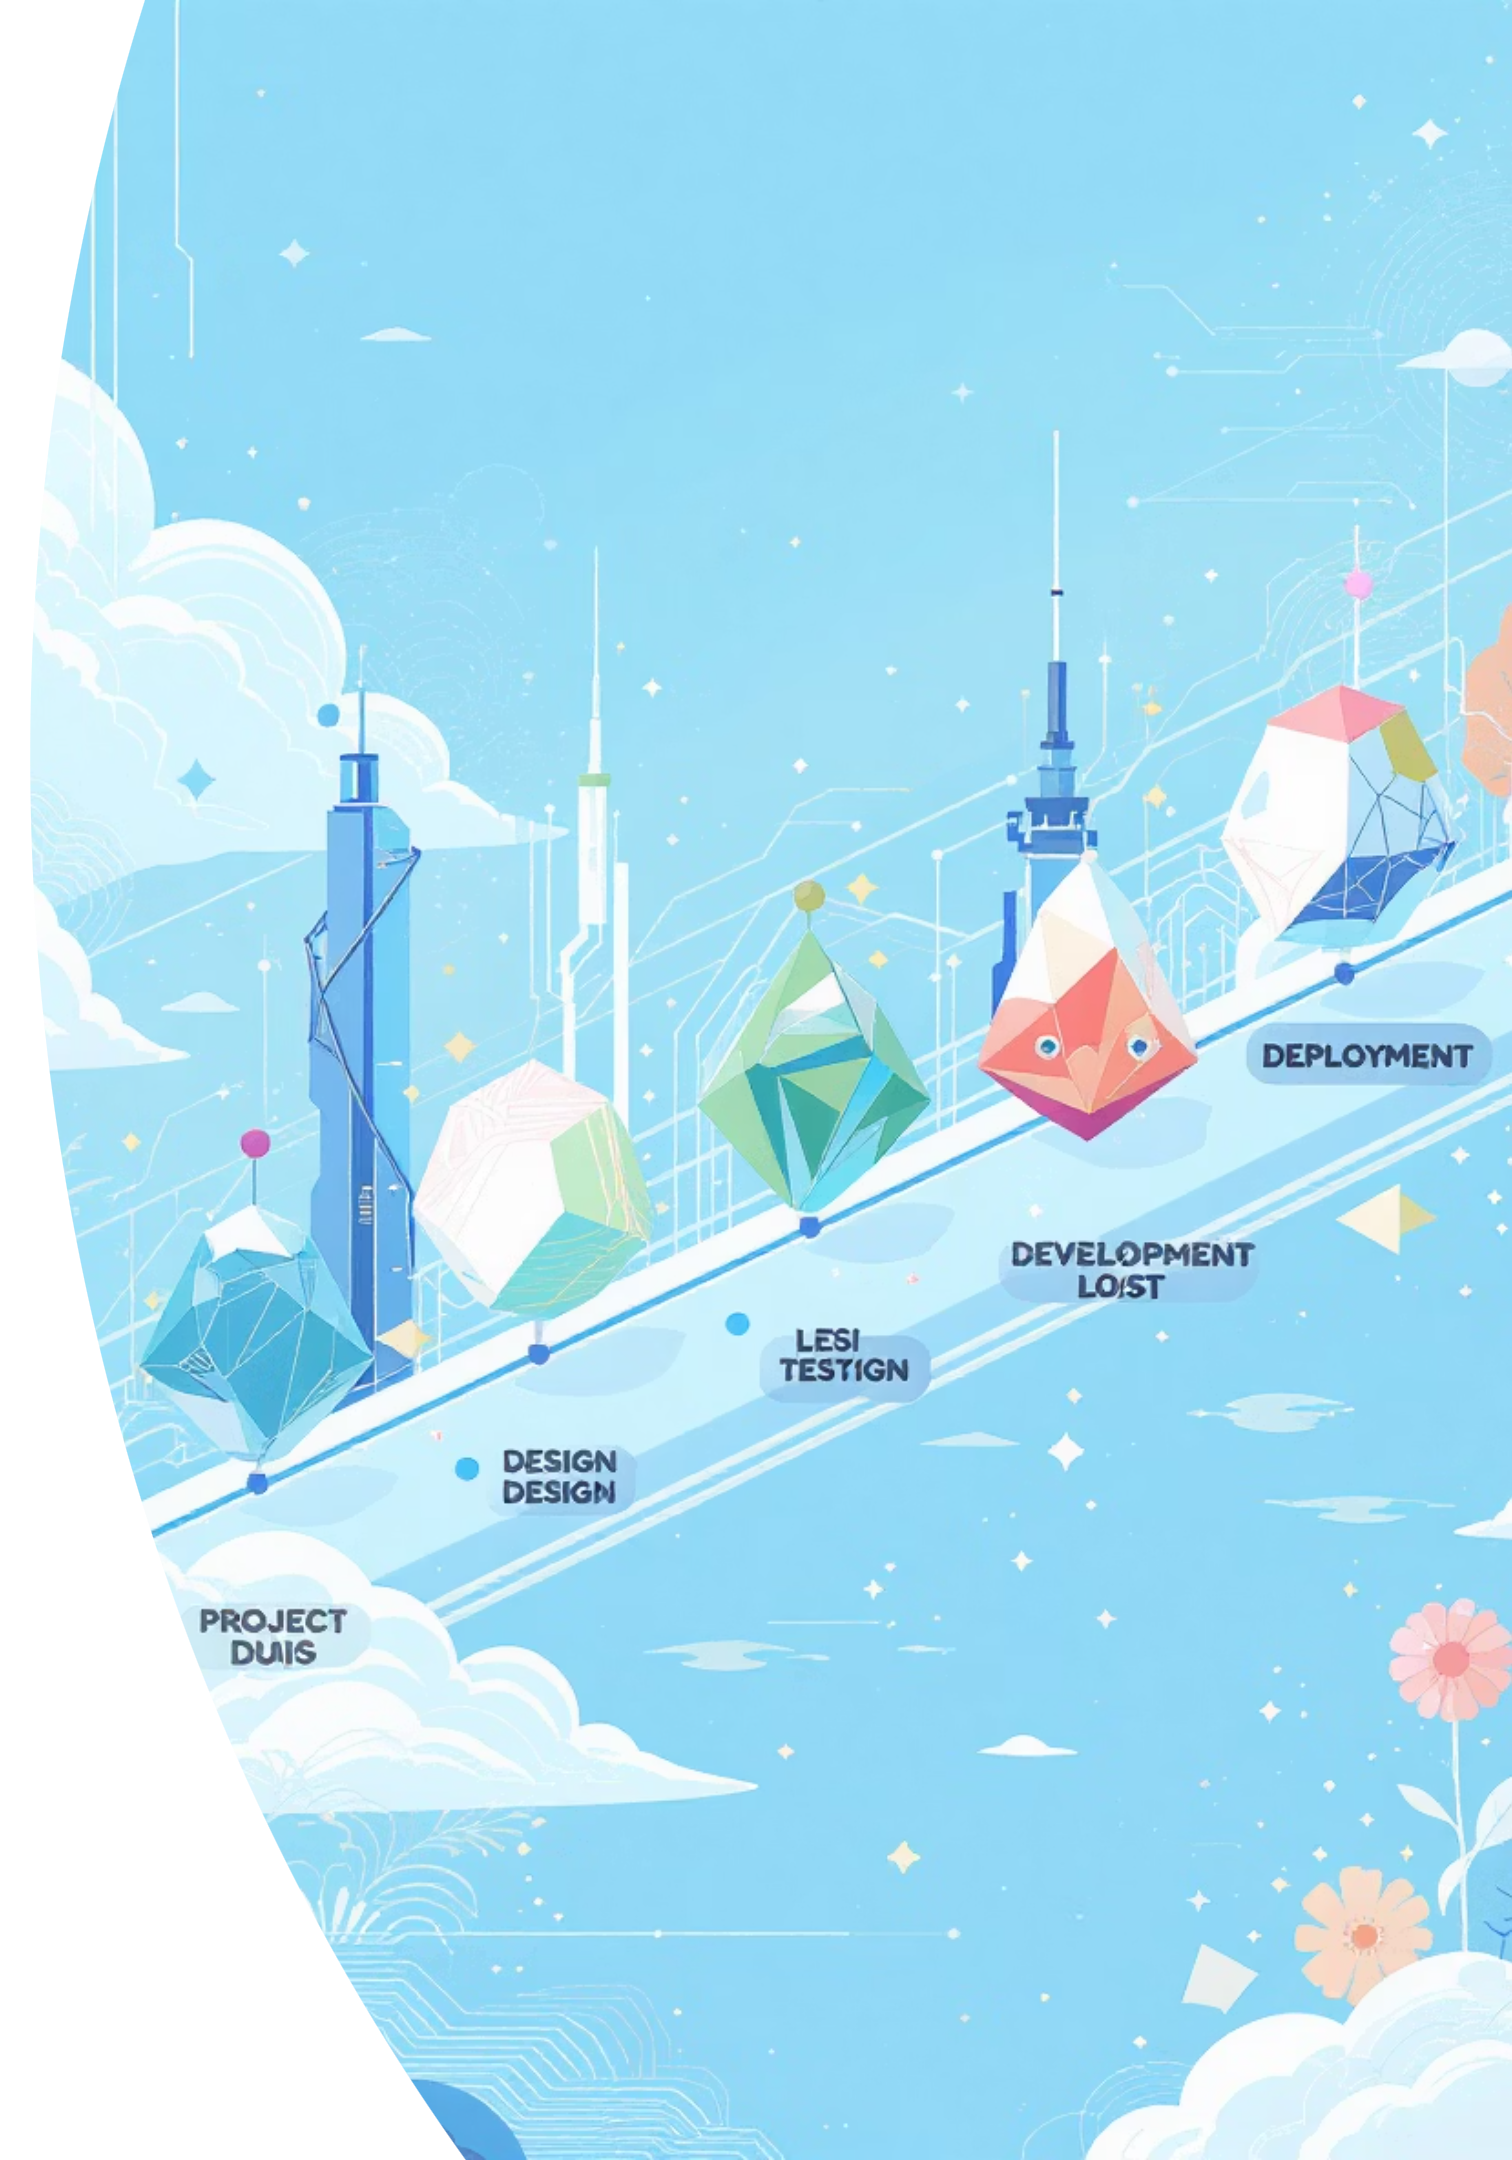 PROJECT
DUIS
DESIGN
DESIGN
LESI
TESTIGN
DEVELOPMENT
LOIST
DEPLOYMENT